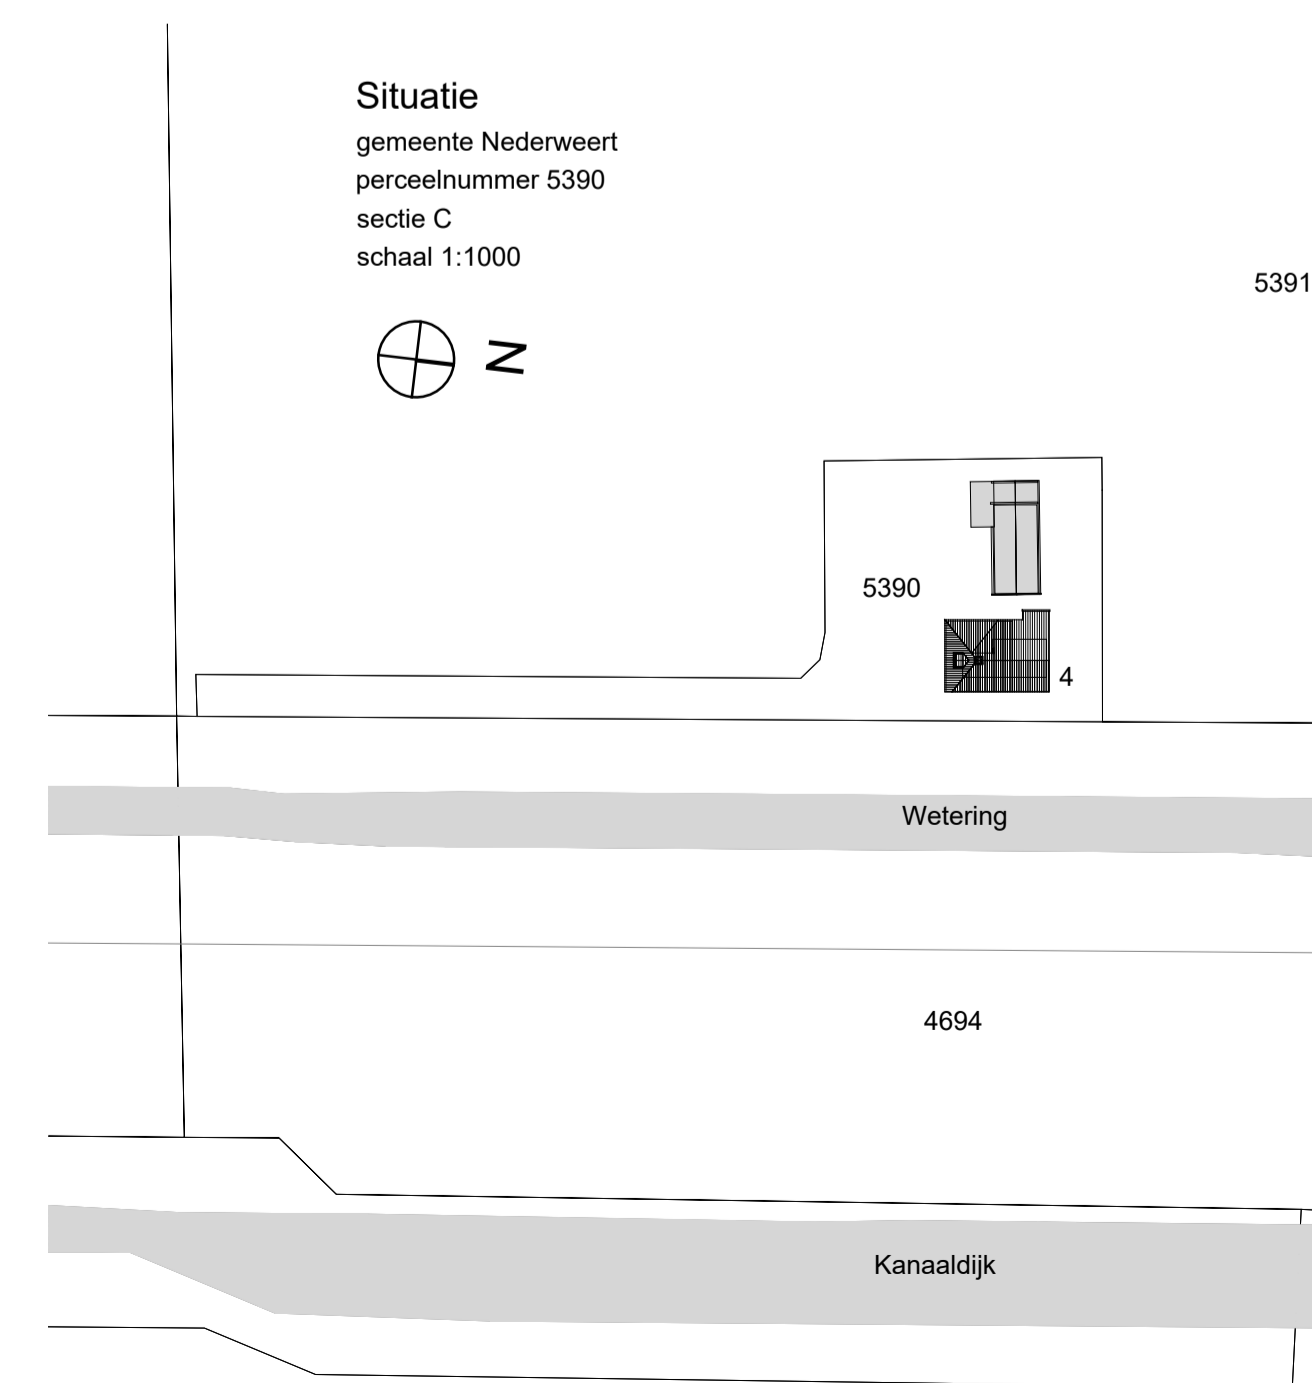 Situatie
gemeente Nederweert
perceelnummer 5390
sectie C
schaal 1:1000
5391
N
5390
4
Wetering
4694
Kanaaldijk